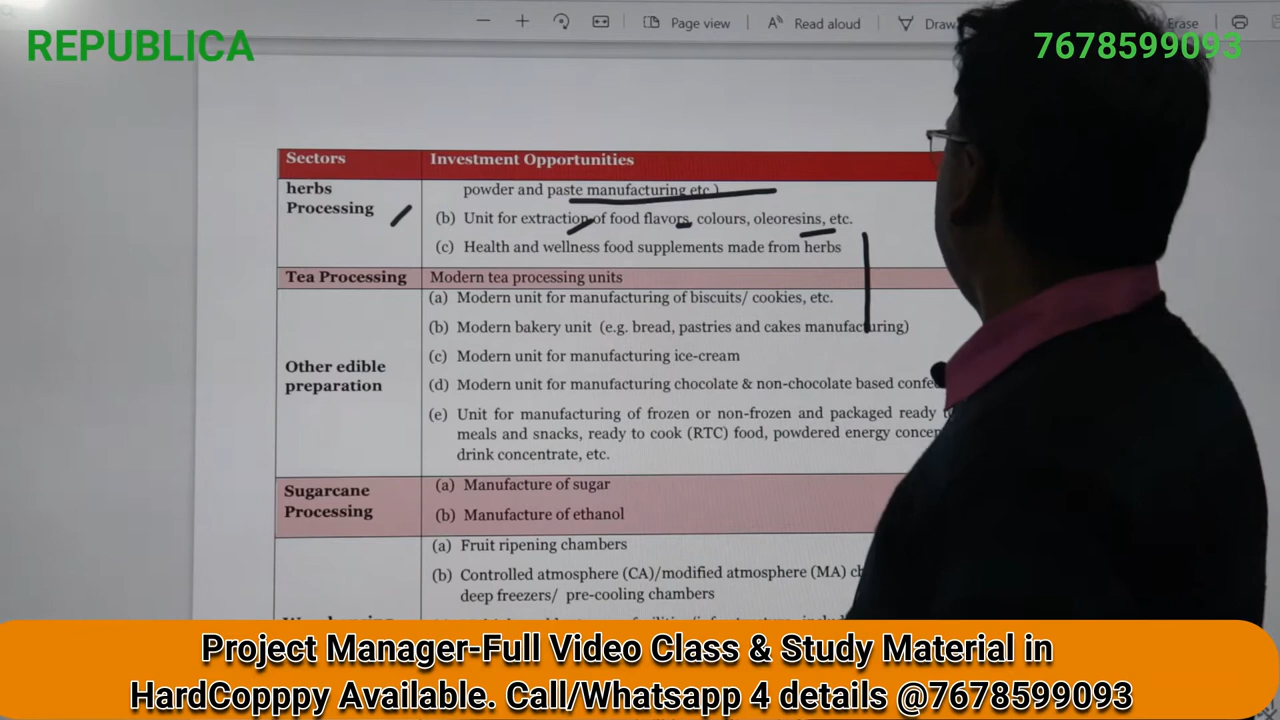 Page view
Read aloud
Draw
Erase
REPUBLICA
7678599093
Sectors
Investment Opportunities
herbs
Processing
powder and paste manufacturing etc.)
(b) Unit for extraction of food flavors, colours, oleoresins, etc.
(c) Health and wellness food supplements made from herbs
Tea Processing
Modern tea processing units
Other edible
preparation
(a) Modern unit for manufacturing of biscuits/ cookies, etc.
(b) Modern bakery unit (e.g. bread, pastries and cakes manufacturing)
(c) Modern unit for manufacturing ice-cream
(d) Modern unit for manufacturing chocolate & non-chocolate based
(e) Unit for manufacturing of frozen or non-frozen and packaged ready
meals and snacks, ready to cook (RTC) food, powdered energy
drink concentrate, etc.
Sugarcane
Processing
(a) Manufacture of sugar
(b) Manufacture of ethanol
(a) Fruit ripening chambers
(b) Controlled atmosphere (CA)/modified atmosphere (MA)
deep freezers/ pre-cooling chambers
Project Manager-Full Video Class & Study Material in
HardCopppy Available. Call/Whatsapp 4 details @7678599093